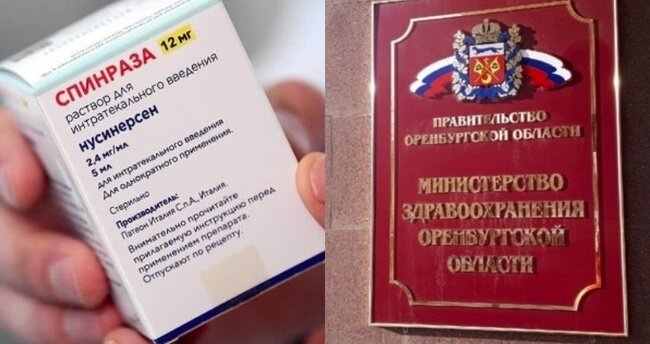 СПИНРАЗА 12 мг
раствор для
интратекального введения
нусинерсен
2,4 мг/мл
5 мл
для интратекального введения
Для однократного применения.
Стерильно
Производитель:
Патеон Италия С.п.А., Италия.
Внимательно прочитайте
прилагаемую инструкцию перед
применением препарата.
Отпускают по рецепту.
ПРАВИТЕЛЬСТВО
ОРЕНБУРГСКОЙ ОБЛАСТИ
МИНИСТЕРСТВО
ЗДРАВООХРАНЕНИЯ
ОРЕНБУРГСКОЙ
ОБЛАСТИ